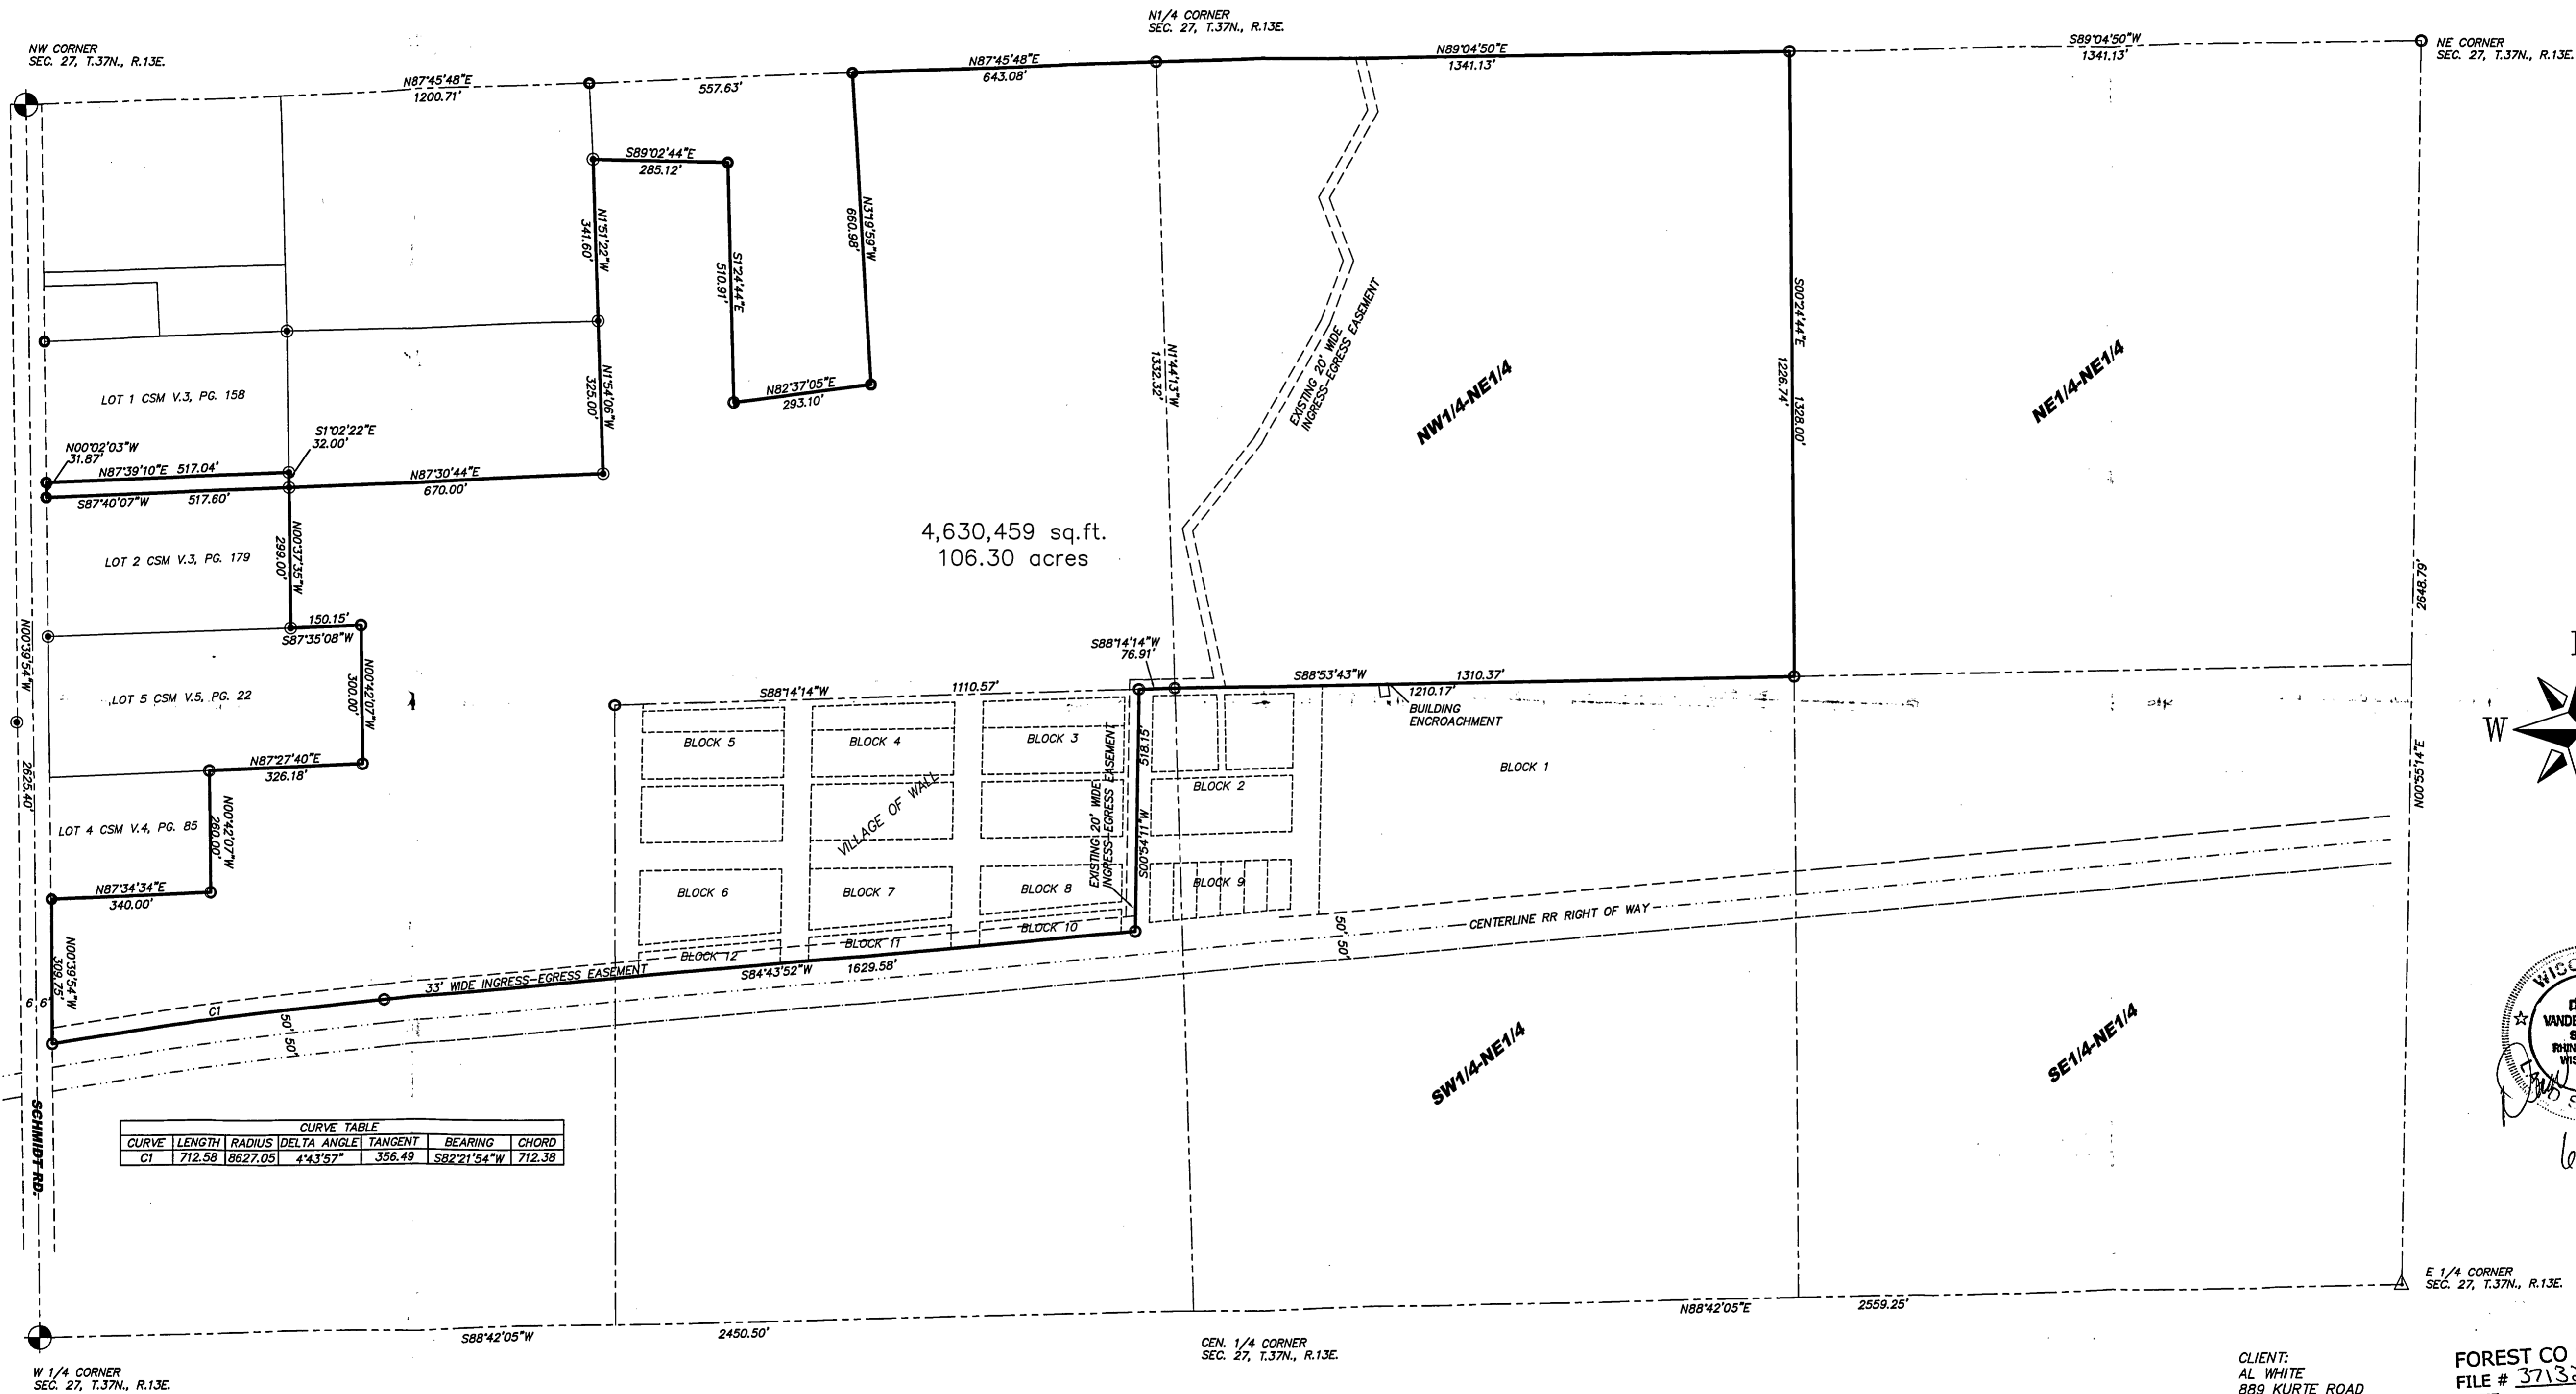 N1/4 CORNER
SEC. 27, T.37N., R.13E.
NW CORNER
SEC. 27, T.37N., R.13E.
NE CORNER
SEC. 27, T.37N., R.13E.
N87°45'48"E
1200.71'
557.63'
N87°45'48"E
643.08'
N89°04'50"E
1341.13'
S89°04'50"W
1341.13'
S89°02'44"E
285.12'
N1°51'22"W
341.60'
S1°24'44"E
510.91'
N3°19'59"W
660.98'
N82°37'05"E
293.10'
N1°44'13"W
1332.32'
EXISTING 20' WIDE
INGRESS-EGRESS EASEMENT
NW1/4-NE1/4
S00°24'44"E
1226.74'
1328.00'
NE1/4-NE1/4
LOT 1 CSM V.3, PG. 158
N1°54'06"W
325.00'
S1°02'22"E
32.00'
N00°02'03"W
31.87'
N87°39'10"E 517.04'
N87°30'44"E
670.00'
S87°40'07"W 517.60'
LOT 2 CSM V.3, PG. 179
N00°37'35"W
299.00'
4,630,459 sq.ft.
106.30 acres
150.15'
S87°35'08"W
N00°39'54"W
2625.40'
LOT 5 CSM V.5, PG. 22
N00°42'07"W
300.00'
S88°14'14"W
76.91'
S88°14'14"W 1110.57'
S88°53'43"W 1310.37'
1210.17'
BUILDING
ENCROACHMENT
2648.79'
N00°55'14"E
W
N87°27'40"E
326.18'
BLOCK 5
BLOCK 4
BLOCK 3
518.15'
S00°54'11"W
BLOCK 2
BLOCK 1
VILLAGE OF WALL
EXISTING 20' WIDE
INGRESS-EGRESS EASEMENT
LOT 4 CSM V.4, PG. 85
N00°42'07"W
260.00'
N87°34'34"E
340.00'
BLOCK 6
BLOCK 7
BLOCK 8
BLOCK 9
BLOCK 10
BLOCK 11
BLOCK 12
50' 50'
CENTERLINE RR RIGHT OF WAY
N00°39'54"W
309.75'
6'6'
C1
33' WIDE INGRESS-EGRESS EASEMENT
S84°43'52"W 1629.58'
50' 50'
SW1/4-NE1/4
SE1/4-NE1/4
SCHMIDT RD.
CURVE TABLE
CURVE LENGTH RADIUS DELTA ANGLE TANGENT BEARING CHORD
C1 712.58 8627.05 4°43'57" 356.49 S82°21'54"W 712.38
E 1/4 CORNER
SEC. 27, T.37N., R.13E.
S88°42'05"W 2450.50'
N88°42'05"E 2559.25'
CEN. 1/4 CORNER
SEC. 27, T.37N., R.13E.
W 1/4 CORNER
SEC. 27, T.37N., R.13E.
CLIENT:
AL WHITE
889 KURTE ROAD
FOREST CO
FILE #